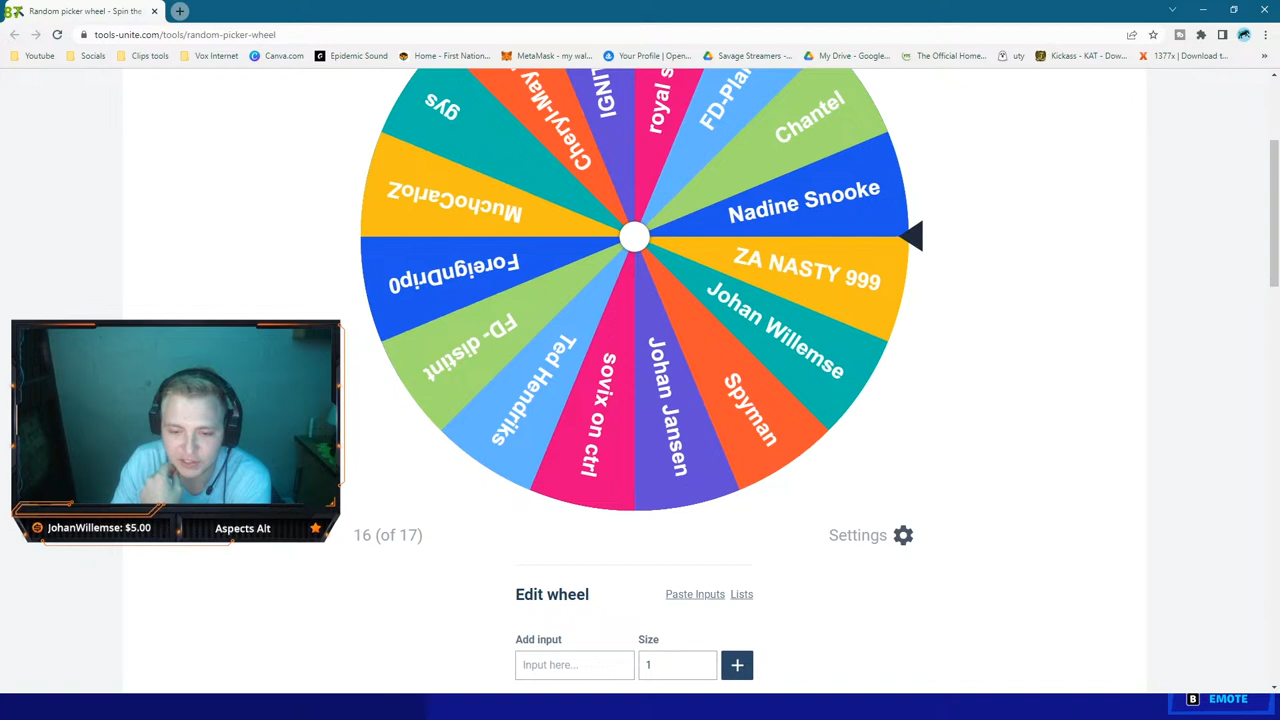 Random picker wheel - Spin the
tools-unite.com/tools/random-picker-wheel
Youtube
Socials
Clips tools
Vox Internet
Canva.com
Epidemic Sound
Home - First Nation...
MetaMask - my wal...
Your Profile | Open...
Savage Streamers -...
My Drive - Google...
The Official Home...
uty
Kickass - KAT - Dow...
1377x | Download t...
»
gys
Cheryl-May
IGNIT
royal s
FD-Plan
Chantel
Nadine Snooke
ZA NASTY 999
Johan Willemse
Spyman
Johan Jansen
sovix on ctrl
Ted Hendriks
FD- distint
ForeignDrip0
MuchoCarloZ
JohanWillemse: $5.00
Aspects Alt
16 (of 17)
Settings
Edit wheel
Paste Inputs
Lists
Add input
Size
Input here...
1
+
B EMOTE